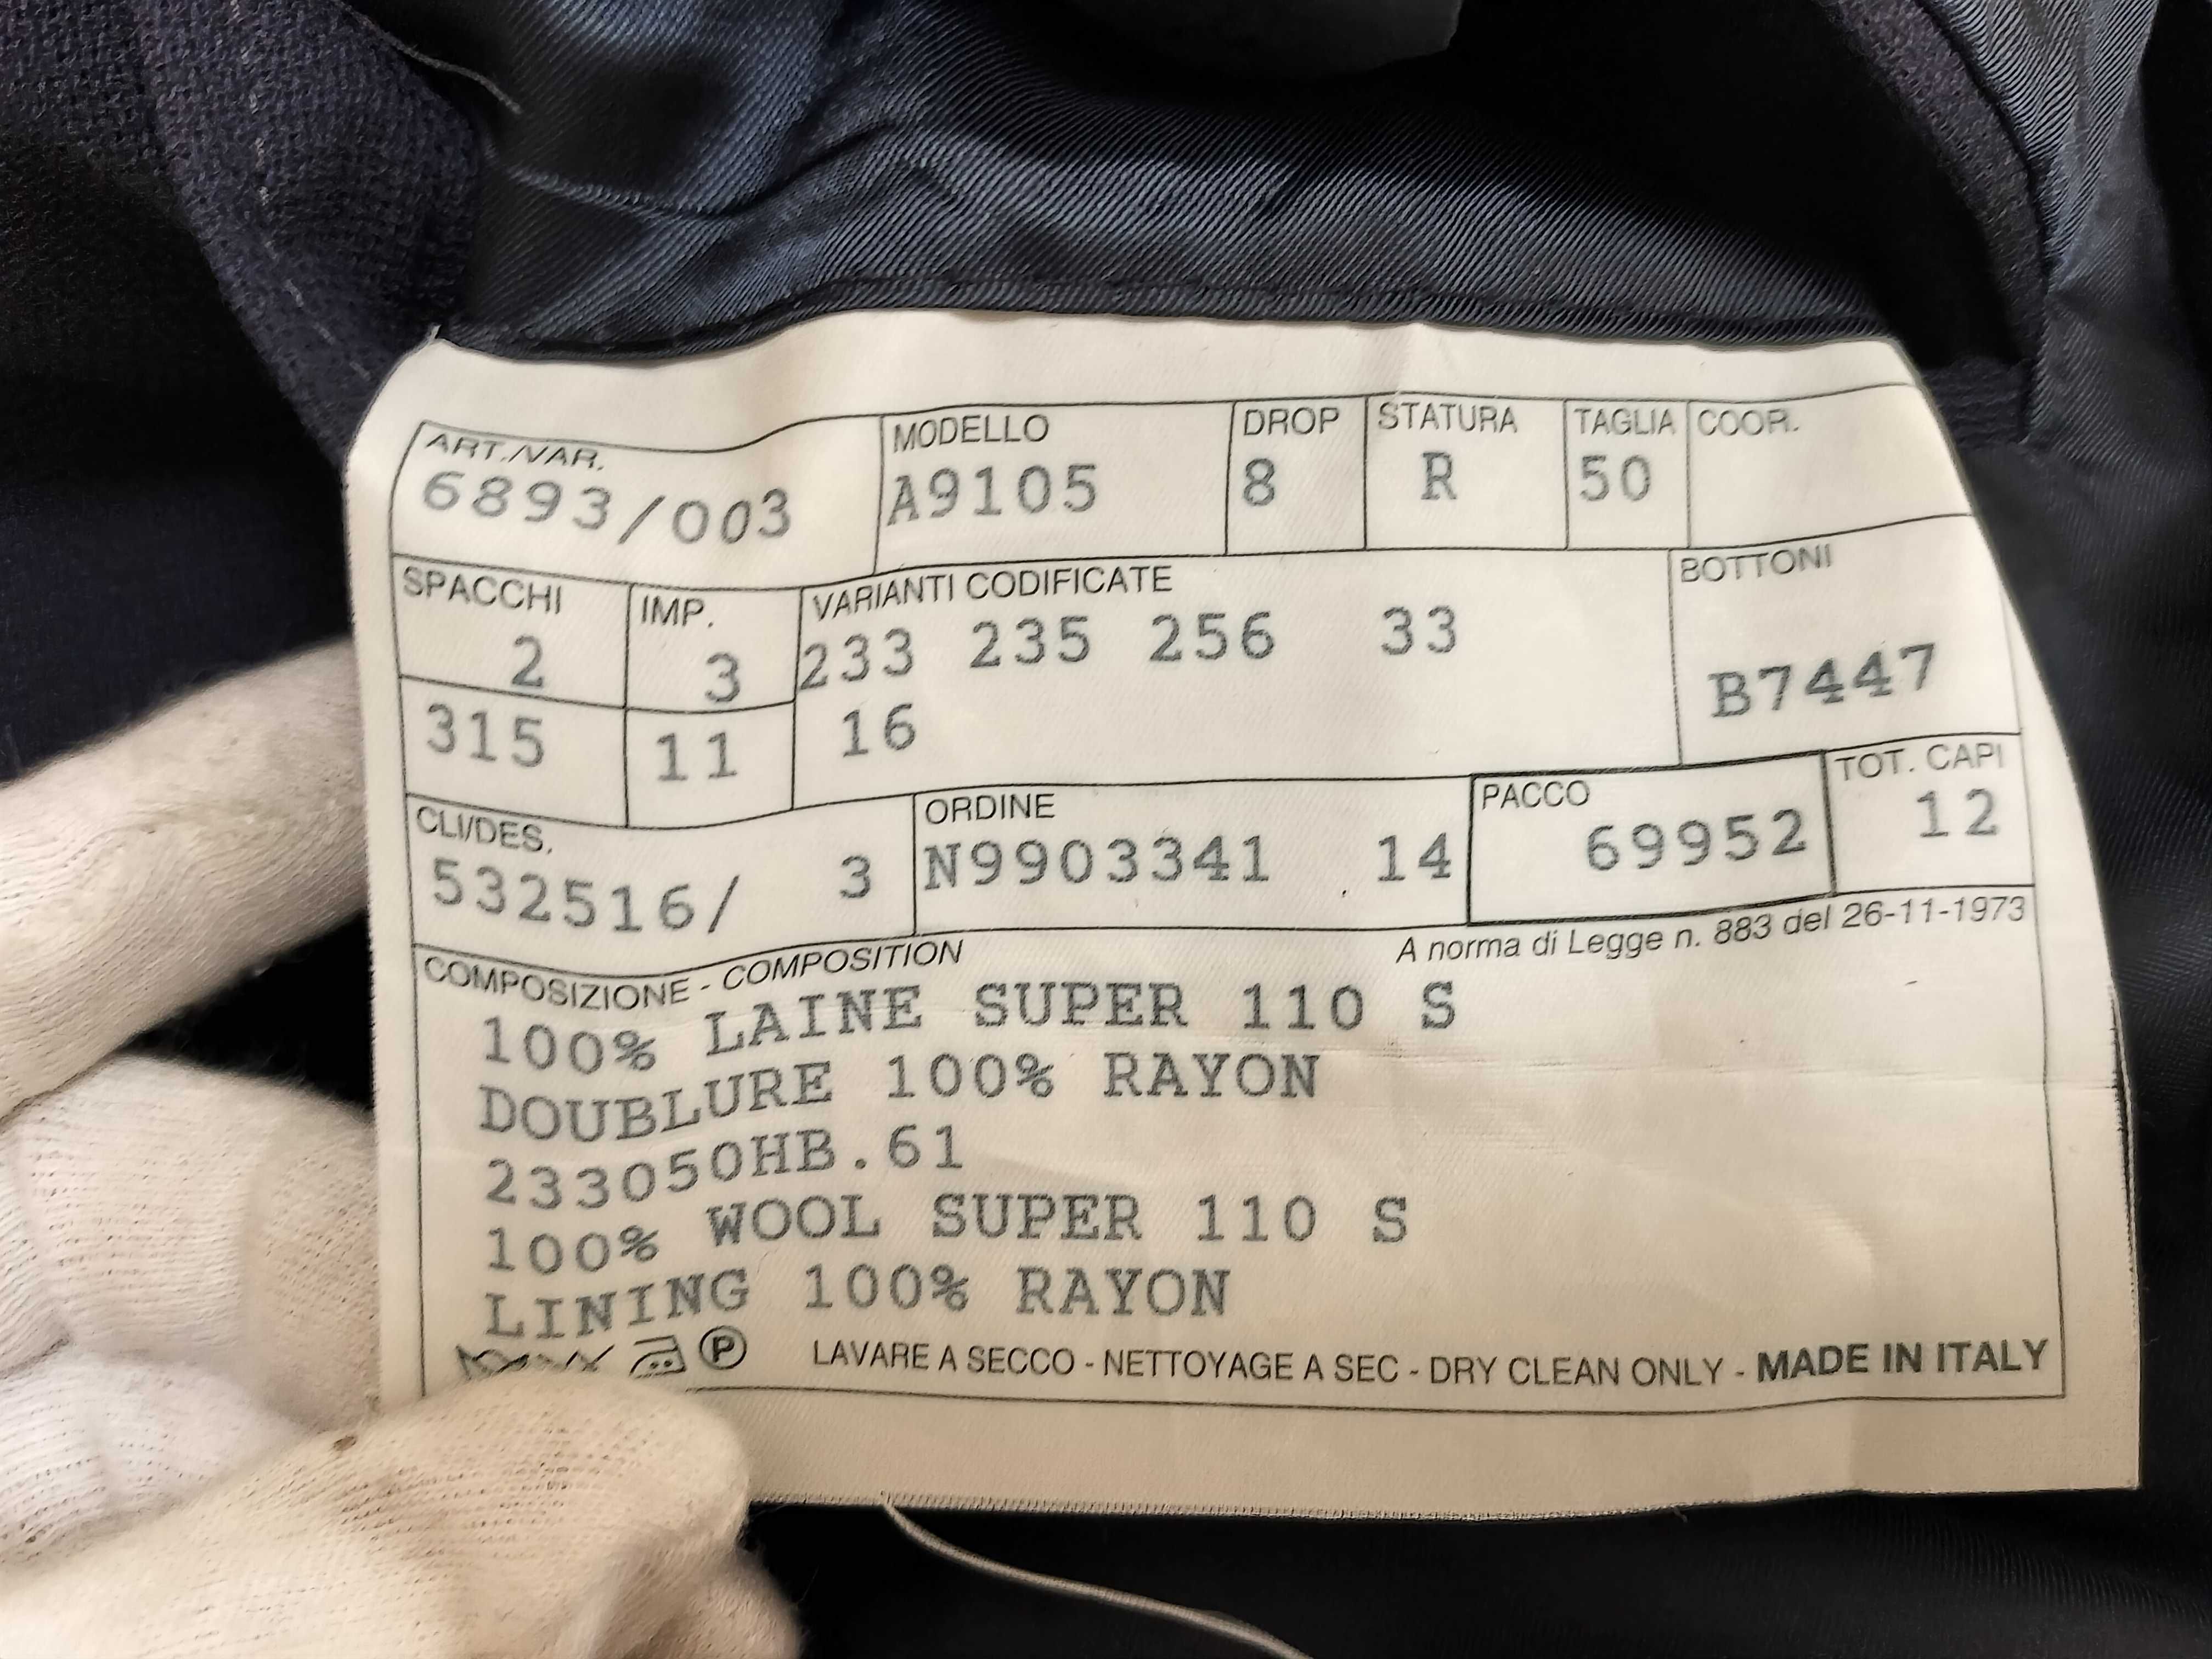 ART./VAR. MODELLO DROP STATURA TAGLIA COOR.
6893/003 A9105 8 R 50
SPACCHI IMP. VARIANTI CODIFICATE BOTTONI
2 3 233 235 256 33 B7447
315 11 16
CLI/DES. ORDINE PACCO TOT. CAPI
532516/ 3 N9903341 14 69952 12
A norma di Legge n. 883 del 26-11-1973
COMPOSIZIONE - COMPOSITION
100% LAINE SUPER 110 S
DOUBLURE 100% RAYON
233050HB.61
100% WOOL SUPER 110 S
LINING 100% RAYON
P LAVARE A SECCO - NETTOYAGE A SEC - DRY CLEAN ONLY - MADE IN ITALY